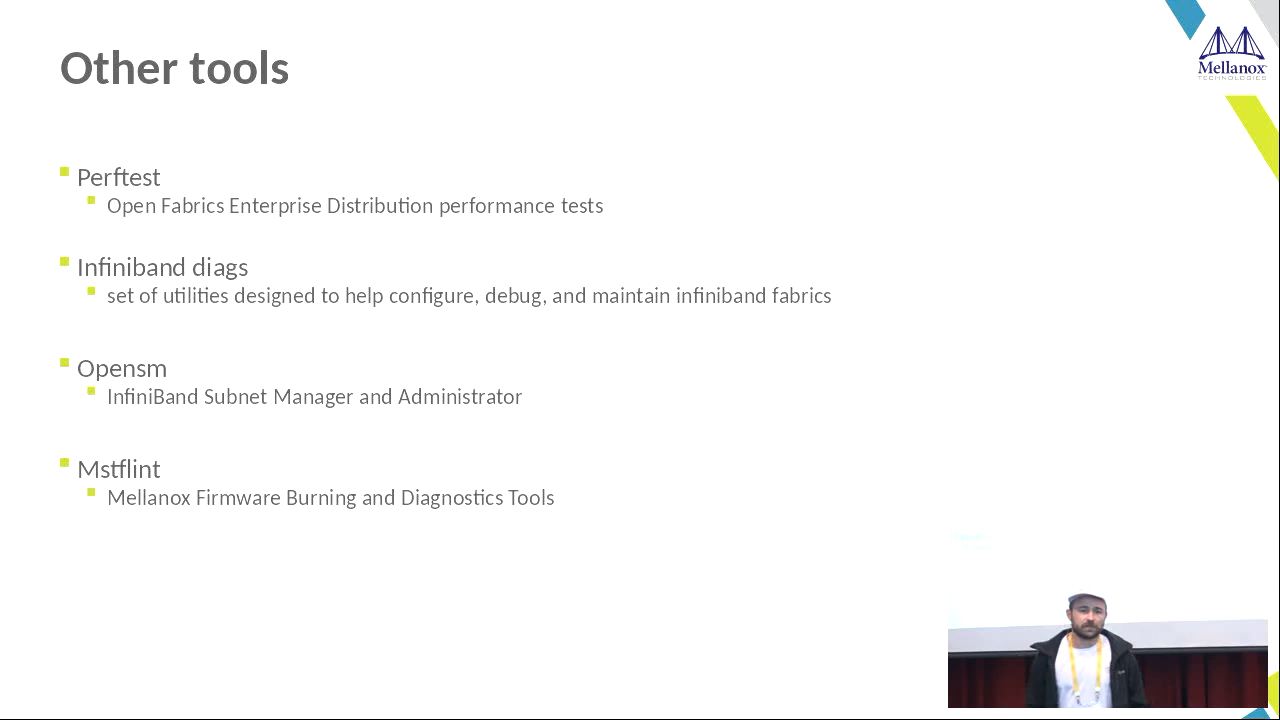 Other tools
Mellanox
TECHNOLOGIES
Perftest
Open Fabrics Enterprise Distribution performance tests
Infiniband diags
set of utilities designed to help configure, debug, and maintain infiniband fabrics
Opensm
InfiniBand Subnet Manager and Administrator
Mstflint
Mellanox Firmware Burning and Diagnostics Tools